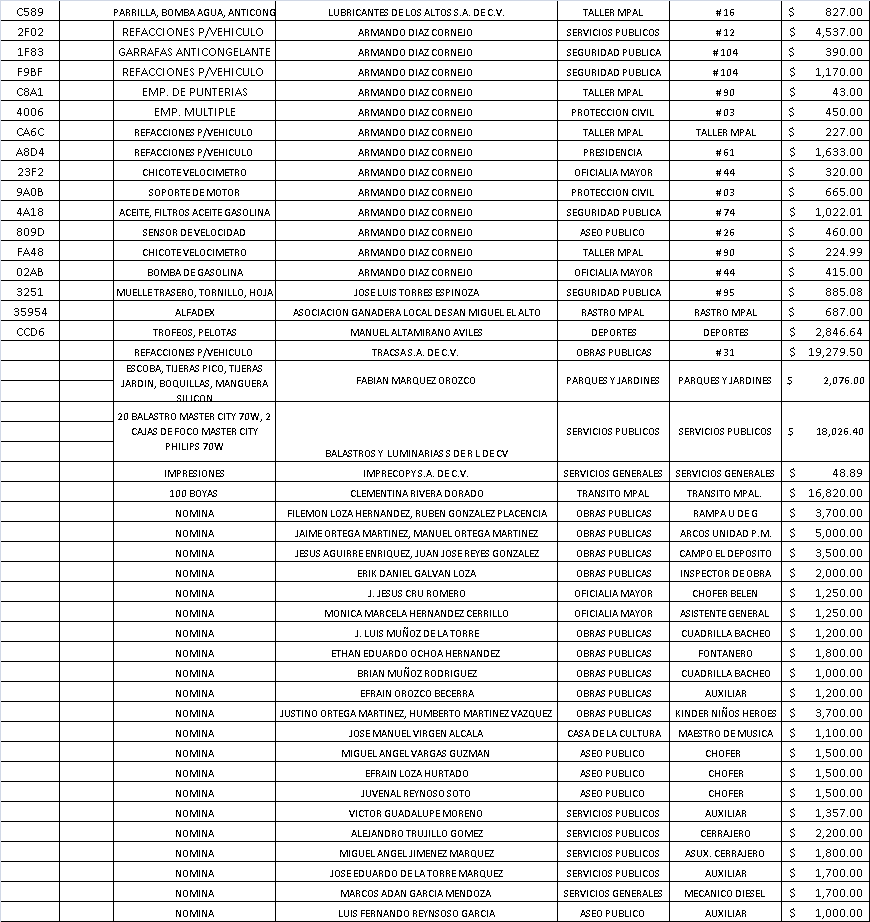 C589 PARRILLA, BOMBA AGUA, ANTICONG LUBRICANTES DE LOS ALTOS S.A. DE C.V. TALLER MPAL #16 $ 827.00
2F02 REFACCIONES P/VEHICULO ARMANDO DIAZ CORNEJO SERVICIOS PUBLICOS #12 $ 4,537.00
1F83 GARRAFAS ANTICONGELANTE ARMANDO DIAZ CORNEJO SEGURIDAD PUBLICA #104 $ 390.00
F9BF REFACCIONES P/VEHICULO ARMANDO DIAZ CORNEJO SEGURIDAD PUBLICA #104 $ 1,170.00
C8A1 EMP. DE PUNTERIAS ARMANDO DIAZ CORNEJO TALLER MPAL #90 $ 43.00
4006 EMP. MULTIPLE ARMANDO DIAZ CORNEJO PROTECCION CIVIL #03 $ 450.00
CA6C REFACCIONES P/VEHICULO ARMANDO DIAZ CORNEJO TALLER MPAL TALLER MPAL $ 227.00
A8D4 REFACCIONES P/VEHICULO ARMANDO DIAZ CORNEJO PRESIDENCIA #61 $ 1,633.00
23F2 CHICOTE VELOCIMETRO ARMANDO DIAZ CORNEJO OFICIALIA MAYOR #44 $ 320.00
9A0B SOPORTE DE MOTOR ARMANDO DIAZ CORNEJO PROTECCION CIVIL #03 $ 665.00
4A18 ACEITE, FILTROS ACEITE GASOLINA ARMANDO DIAZ CORNEJO SEGURIDAD PUBLICA #74 $ 1,022.01
809D SENSOR DE VELOCIDAD ARMANDO DIAZ CORNEJO ASEO PUBLICO #26 $ 460.00
FA48 CHICOTE VELOCIMETRO ARMANDO DIAZ CORNEJO TALLER MPAL #90 $ 224.99
02AB BOMBA DE GASOLINA ARMANDO DIAZ CORNEJO OFICIALIA MAYOR #44 $ 415.00
3251 MUELLE TRASERO, TORNILLO, HOJA JOSE LUIS TORRES ESPINOZA SEGURIDAD PUBLICA #95 $ 885.08
35954 ALFADEX ASOCIACION GANADERA LOCAL DE SAN MIGUEL EL ALTO RASTRO MPAL RASTRO MPAL $ 687.00
CCD6 TROFEOS, PELOTAS MANUEL ALTAMIRANO AVILES DEPORTES DEPORTES $ 2,846.64
REFACCIONES P/VEHICULO TRACSA S.A. DE C.V. OBRAS PUBLICAS #31 $ 19,279.50
ESCOBA, TIJERAS PICO, TIJERAS
JARDIN, BOQUILLAS, MANGUERA
SILICON
FABIAN MARQUEZ OROZCO PARQUES Y JARDINES PARQUES Y JARDINES $ 2,076.00
20 BALASTRO MASTER CITY 70W, 2
CAJAS DE FOCO MASTER CITY
PHILIPS 70W
BALASTROS Y LUMINARIAS S DE R L DE CV SERVICIOS PUBLICOS SERVICIOS PUBLICOS $ 18,026.40
IMPRESIONES IMPRECOPY S.A. DE C.V. SERVICIOS GENERALES SERVICIOS GENERALES $ 48.89
100 BOYAS CLEMENTINA RIVERA DORADO TRANSITO MPAL TRANSITO MPAL. $ 16,820.00
NOMINA FILEMON LOZA HERNANDEZ, RUBEN GONZALEZ PLACENCIA OBRAS PUBLICAS RAMPA U DE G $ 3,700.00
NOMINA JAIME ORTEGA MARTINEZ, MANUEL ORTEGA MARTINEZ OBRAS PUBLICAS ARCOS UNIDAD P.M. $ 5,000.00
NOMINA JESUS AGUIRRE ENRIQUEZ, JUAN JOSE REYES GONZALEZ OBRAS PUBLICAS CAMPO EL DEPOSITO $ 3,500.00
NOMINA ERIK DANIEL GALVAN LOZA OBRAS PUBLICAS INSPECTOR DE OBRA $ 2,000.00
NOMINA J. JESUS CRU ROMERO OFICIALIA MAYOR CHOFER BELEN $ 1,250.00
NOMINA MONICA MARCELA HERNANDEZ CERRILLO OFICIALIA MAYOR ASISTENTE GENERAL $ 1,250.00
NOMINA J. LUIS MUÑOZ DE LA TORRE OBRAS PUBLICAS CUADRILLA BACHEO $ 1,200.00
NOMINA ETHAN EDUARDO OCHOA HERNANDEZ OBRAS PUBLICAS FONTANERO $ 1,800.00
NOMINA BRIAN MUÑOZ RODRIGUEZ OBRAS PUBLICAS CUADRILLA BACHEO $ 1,000.00
NOMINA EFRAIN OROZCO BECERRA OBRAS PUBLICAS AUXILIAR $ 1,200.00
NOMINA JUSTINO ORTEGA MARTINEZ, HUMBERTO MARTINEZ VAZQUEZ OBRAS PUBLICAS KINDER NIÑOS HEROES $ 3,700.00
NOMINA JOSE MANUEL VIRGEN ALCALA CASA DE LA CULTURA MAESTRO DE MUSICA $ 1,100.00
NOMINA MIGUEL ANGEL VARGAS GUZMAN ASEO PUBLICO CHOFER $ 1,500.00
NOMINA EFRAIN LOZA HURTADO ASEO PUBLICO CHOFER $ 1,500.00
NOMINA JUVENAL REYNOSO SOTO ASEO PUBLICO CHOFER $ 1,500.00
NOMINA VICTOR GUADALUPE MORENO SERVICIOS PUBLICOS AUXILIAR $ 1,357.00
NOMINA ALEJANDRO TRUJILLO GOMEZ SERVICIOS PUBLICOS CERRAJERO $ 2,200.00
NOMINA MIGUEL ANGEL JIMENEZ MARQUEZ SERVICIOS PUBLICOS ASUX. CERRAJERO $ 1,800.00
NOMINA JOSE EDUARDO DE LA TORRE MARQUEZ SERVICIOS PUBLICOS AUXILIAR $ 1,700.00
NOMINA MARCOS ADAN GARCIA MENDOZA SERVICIOS GENERALES MECANICO DIESEL $ 1,700.00
NOMINA LUIS FERNANDO REYNSOSO GARCIA ASEO PUBLICO AUXILIAR $ 1,000.00